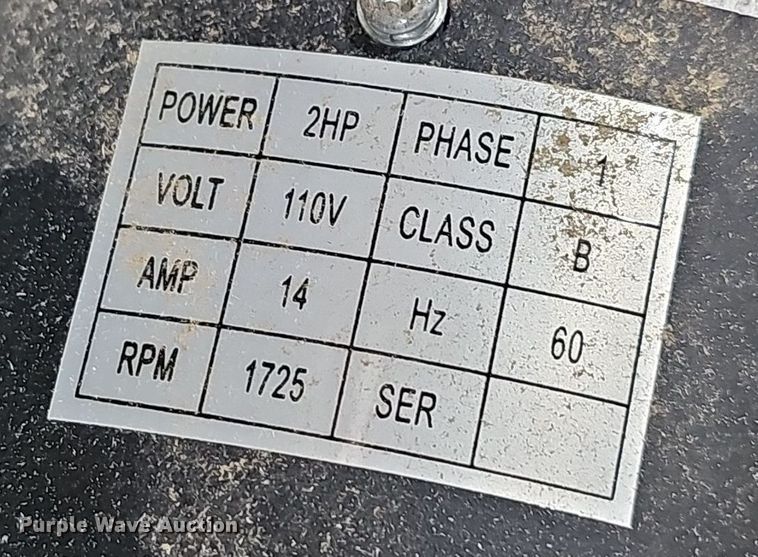 POWER 2HP PHASE 1
VOLT 110V CLASS B
AMP 14 Hz 60
RPM 1725 SER
Purple Wave Auction